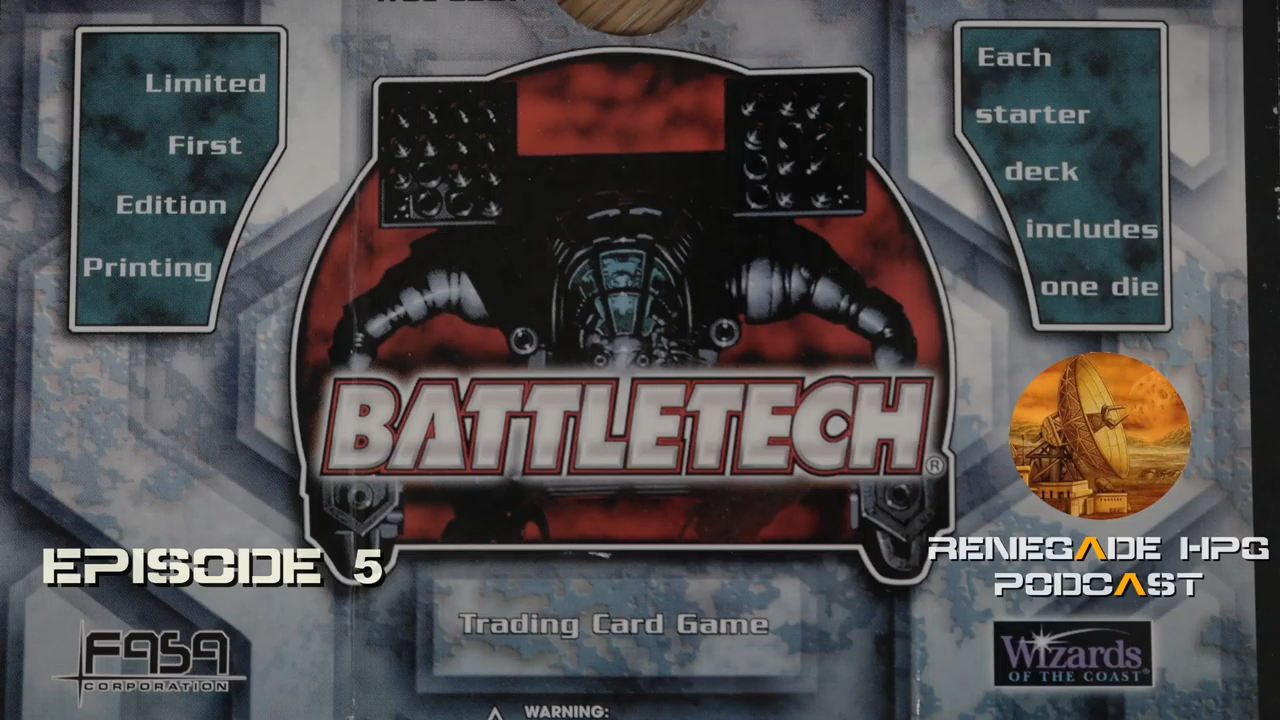 Limited
First
Edition
Printing
Each
starter
deck
includes
one die
BATTLETECH®
EPISODE 5
RENEGADE HPG
PODCAST
Trading Card Game
FASA
CORPORATION
Wizards
OF THE COAST®
WARNING: